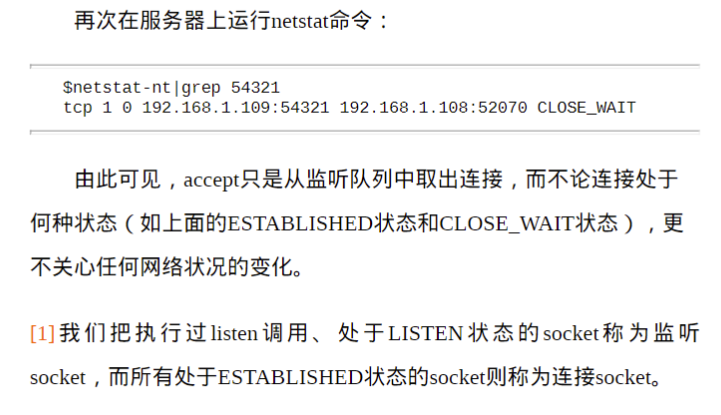 再次在服务器上运行netstat命令：
$netstat-nt|grep 54321
tcp 1 0 192.168.1.109:54321 192.168.1.108:52070 CLOSE_WAIT
由此可见，accept只是从监听队列中取出连接，而不论连接处于
何种状态（如上面的ESTABLISHED状态和CLOSE_WAIT状态），更
不关心任何网络状况的变化。
[1]我们把执行过listen调用、处于LISTEN状态的socket称为监听
socket，而所有处于ESTABLISHED状态的socket则称为连接socket。